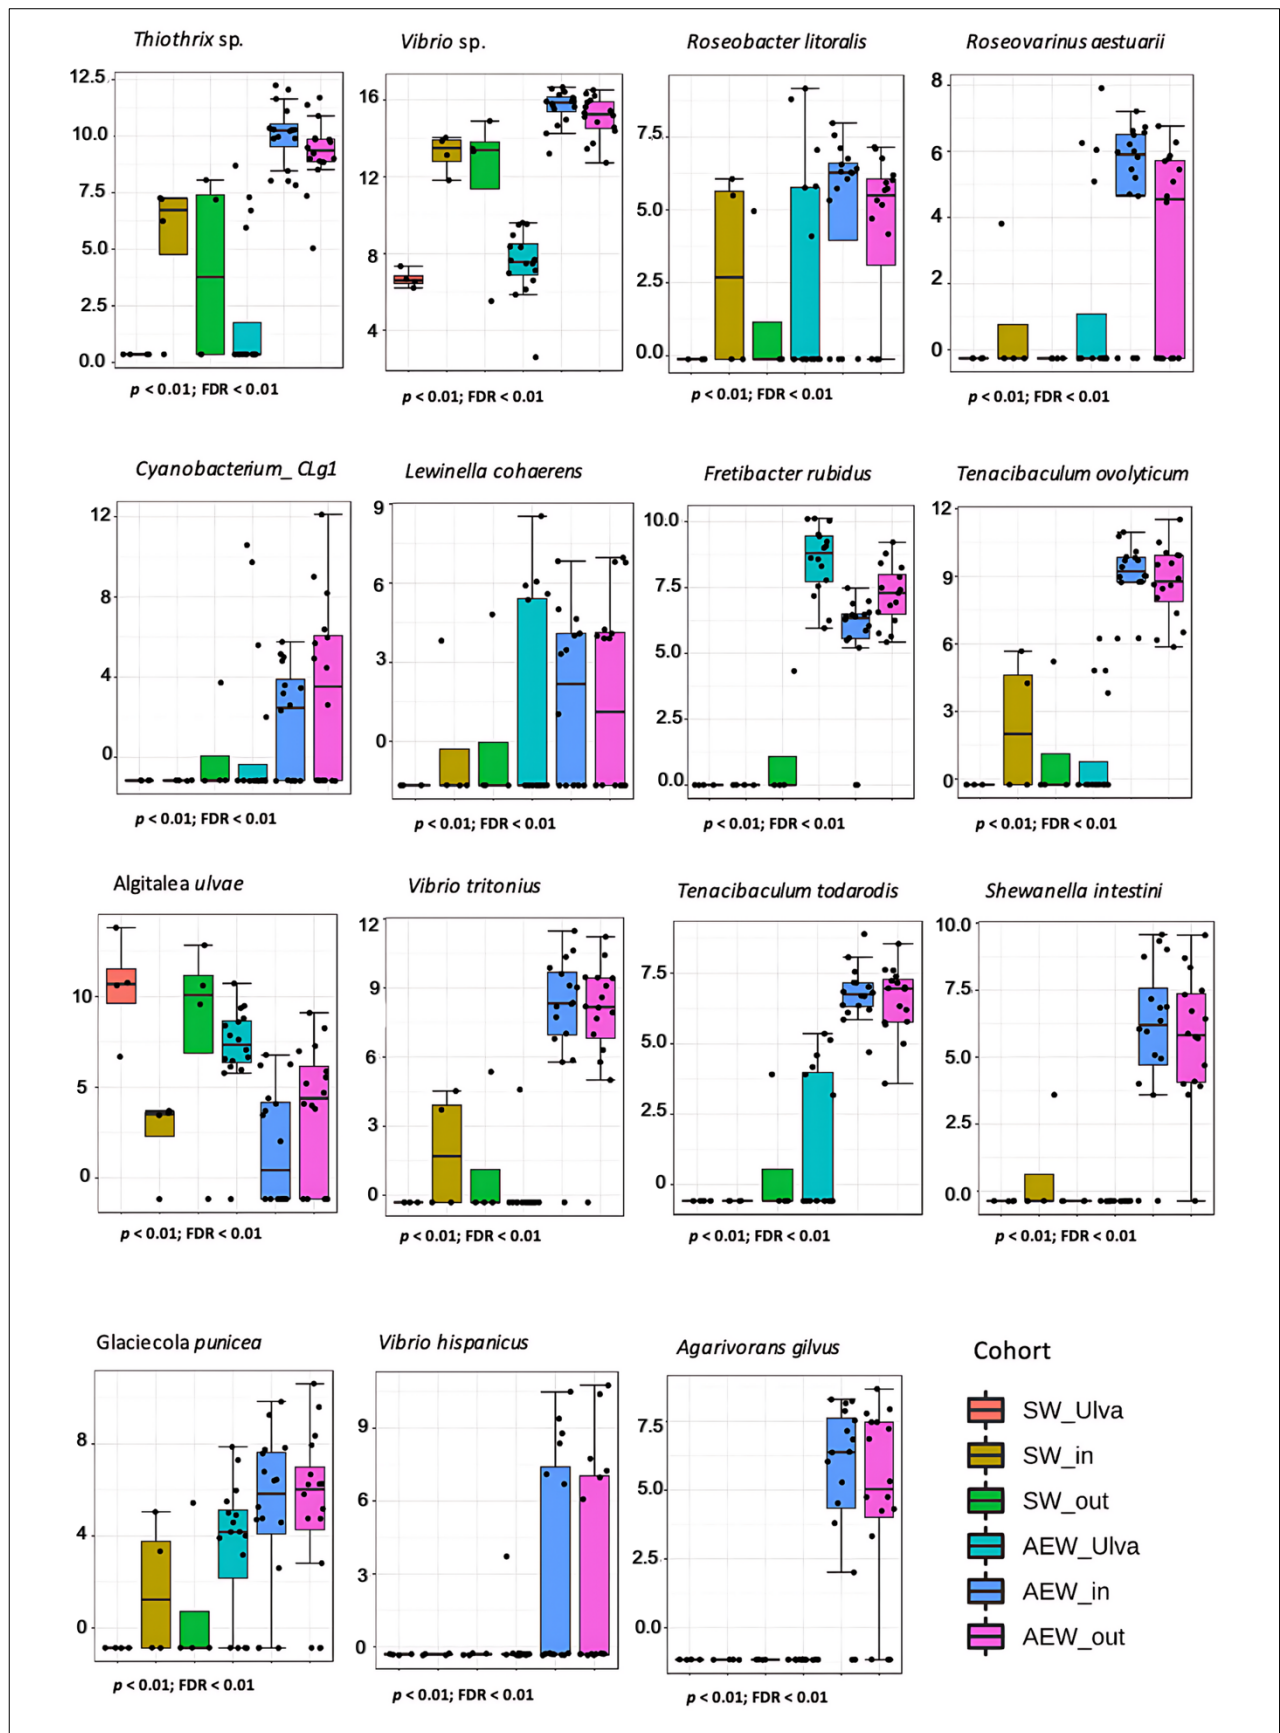 Thiothrix sp.
Vibrio sp.
Roseobacter litoralis
Roseovarinus aestuarii
12.5
10.0
7.5
5.0
2.5
0.0
16
12
8
4
7.5
5.0
2.5
0.0
8
6
4
2
0
p < 0.01; FDR < 0.01
p < 0.01; FDR < 0.01
p < 0.01; FDR < 0.01
p < 0.01; FDR < 0.01
Cyanobacterium_ CLg1
Lewinella cohaerens
Fretibacter rubidus
Tenacibaculum ovolyticum
12
8
4
0
9
6
3
0
10.0
7.5
5.0
2.5
0.0
12
9
6
3
0
p < 0.01; FDR < 0.01
p < 0.01; FDR < 0.01
p < 0.01; FDR < 0.01
p < 0.01; FDR < 0.01
Algitalea ulvae
Vibrio tritonius
Tenacibaculum todarodis
Shewanella intestini
10
5
0
12
9
6
3
0
7.5
5.0
2.5
0
10.0
7.5
5.0
2.5
0.0
p < 0.01; FDR < 0.01
p < 0.01; FDR < 0.01
p < 0.01; FDR < 0.01
p < 0.01; FDR < 0.01
Glaciecola punicea
Vibrio hispanicus
Agarivorans gilvus
8
4
0
9
6
3
0
7.5
5.0
2.5
0.0
p < 0.01; FDR < 0.01
p < 0.01; FDR < 0.01
p < 0.01; FDR < 0.01
Cohort
SW_Ulva
SW_in
SW_out
AEW_Ulva
AEW_in
AEW_out